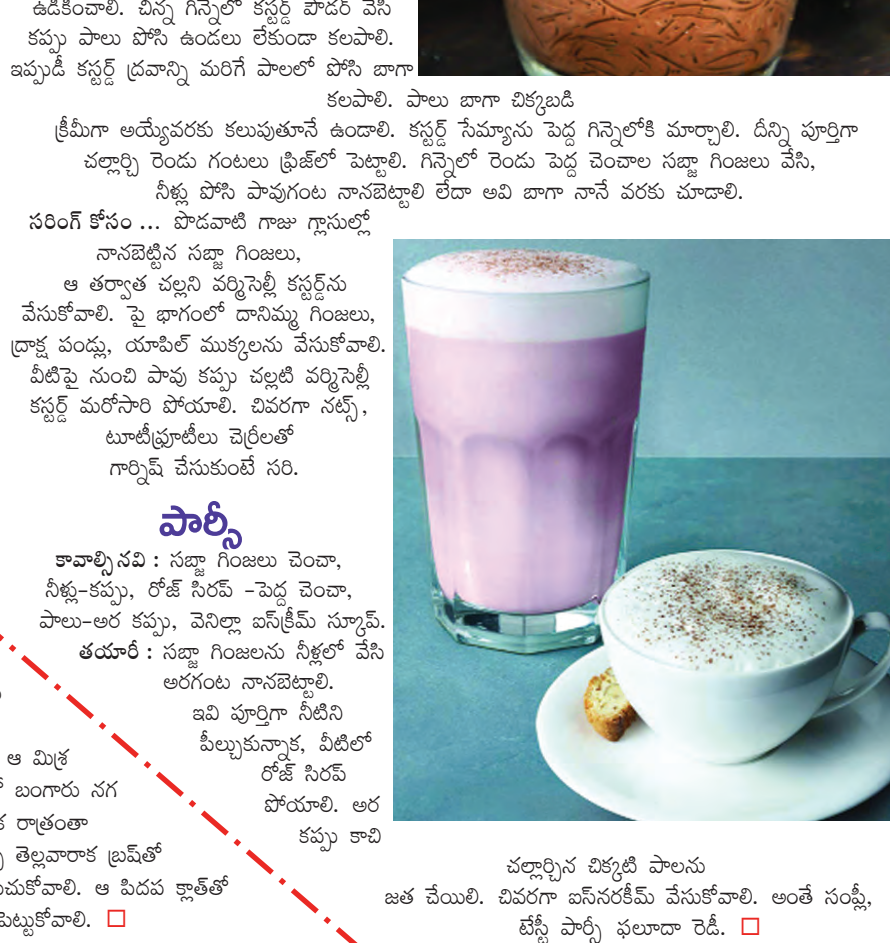 ఉడికించాలి. చిన్న గిన్నెలో కస్టర్డ్ పౌడర్ వేసి
కప్పు పాలు పోసి ఉండలు లేకుండా కలపాలి.
ఇప్పుడీ కస్టర్డ్ ద్రవాన్ని మరిగే పాలలో పోసి బాగా
కలపాలి. పాలు బాగా చిక్కబడి
క్రీమీగా అయ్యేవరకు కలుపుతూనే ఉండాలి. కస్టర్డ్ సేమ్యాను పెద్ద గిన్నెలోకి మార్చాలి. దీన్ని పూర్తిగా
చల్లార్చి రెండు గంటలు ఫ్రిజ్‌లో పెట్టాలి. గిన్నెలో రెండు పెద్ద చెంచాల సబ్జా గింజలు వేసి,
నీళ్లు పోసి పావుగంట నానబెట్టాలి లేదా అవి బాగా నానే వరకు చూడాలి.
సరింగ్ కోసం ... పొడవాటి గాజు గ్లాసుల్లో
నానబెట్టిన సబ్జా గింజలు,
ఆ తర్వాత చల్లని వర్మిసెల్లీ కస్టర్డ్‌ను
వేసుకోవాలి. పై భాగంలో దానిమ్మ గింజలు,
ద్రాక్ష పండ్లు, యాపిల్ ముక్కలను వేసుకోవాలి.
వీటిపై నుంచి పావు కప్పు చల్లటి వర్మిసెల్లీ
కస్టర్డ్ మరోసారి పోయాలి. చివరగా నట్స్,
టూటీఫ్రూటీలు చెర్రీలతో
గార్నిష్ చేసుకుంటే సరి.
పార్సీ
కావాల్సినవి : సబ్జా గింజలు చెంచా,
నీళ్లు-కప్పు, రోజ్ సిరప్ -పెద్ద చెంచా,
పాలు-అర కప్పు, వెనిల్లా ఐస్‌క్రీమ్ స్కూప్.
తయారీ : సబ్జా గింజలను నీళ్లలో వేసి
అరగంట నానబెట్టాలి.
ఇవి పూర్తిగా నీటిని
పీల్చుకున్నాక, వీటిలో
రోజ్ సిరప్
పోయాలి. అర
కప్పు కాచి
చల్లార్చిన చిక్కటి పాలను
జత చేయిలి. చివరగా ఐస్‌నరకీమ్ వేసుకోవాలి. అంతే సంప్లీ,
టేస్టీ పార్సీ ఫలూదా రెడీ.
ఆ మిశ్ర
బంగారు నగ
రాత్రంతా
తెల్లవారాక బ్రష్‌తో
ఆ పిదప క్లాత్‌తో
పెట్టుకోవాలి.